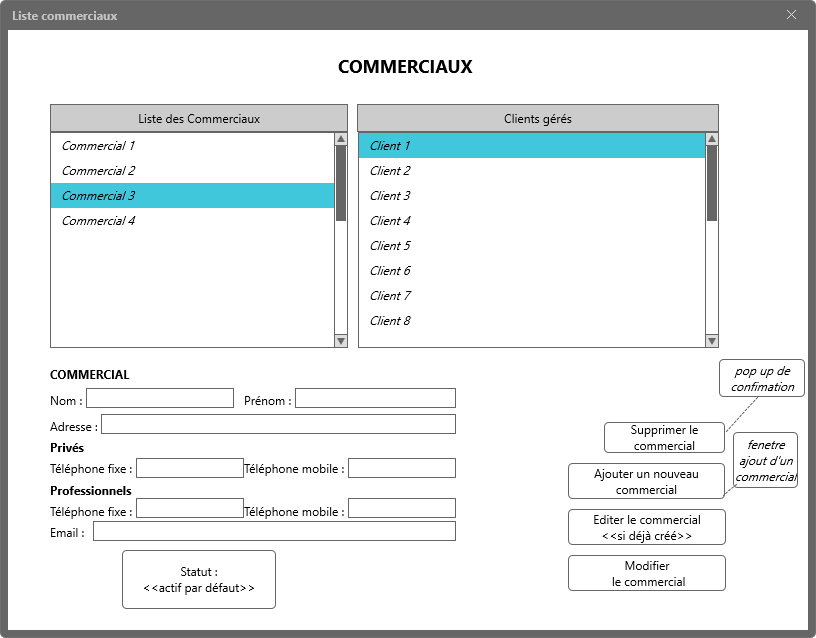 Liste commerciaux
COMMERCIAUX
Liste des Commerciaux
Commercial 1
Commercial 2
Commercial 3
Commercial 4
Clients gérés
Client 1
Client 2
Client 3
Client 4
Client 5
Client 6
Client 7
Client 8
COMMERCIAL
Nom :
Prénom :
Adresse :
Privés
Téléphone fixe :
Téléphone mobile :
Professionnels
Téléphone fixe :
Téléphone mobile :
Email :
Statut :
<<actif par défaut>>
pop up de
confimation
Supprimer le
commercial
fenetre
ajout d'un
commercial
Ajouter un nouveau
commercial
Editer le commercial
<<si déjà créé>>
Modifier
le commercial